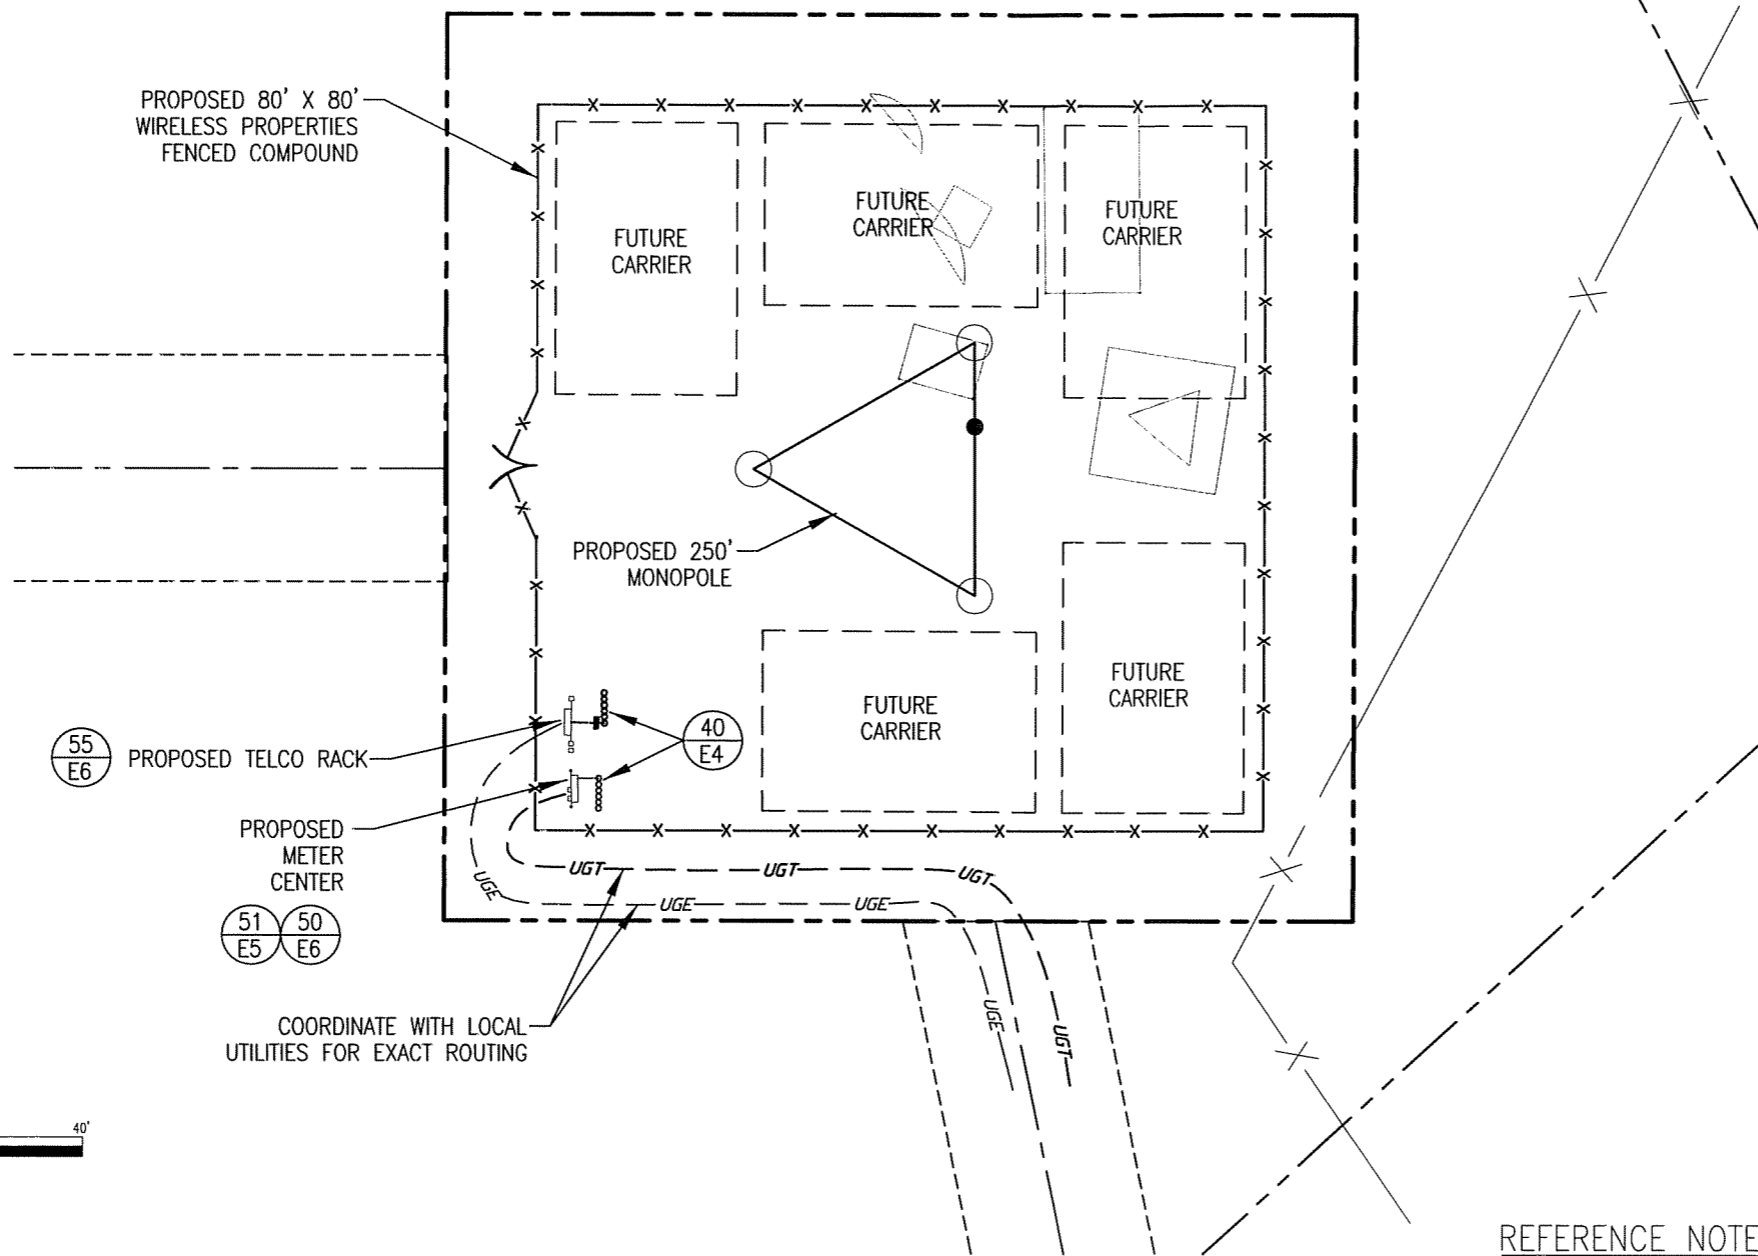 PROPOSED 80' X 80'
WIRELESS PROPERTIES
FENCED COMPOUND
FUTURE
CARRIER
FUTURE
CARRIER
FUTURE
CARRIER
PROPOSED 250'
MONOPOLE
FUTURE
CARRIER
FUTURE
CARRIER
55
E6
PROPOSED TELCO RACK
40
E4
PROPOSED
METER
CENTER
51
E5
50
E6
UGT
UGT
UGT
UGE
UGE
UGE
UGE
UGT
COORDINATE WITH LOCAL
UTILITIES FOR EXACT ROUTING
40'
REFERENCE NOTE